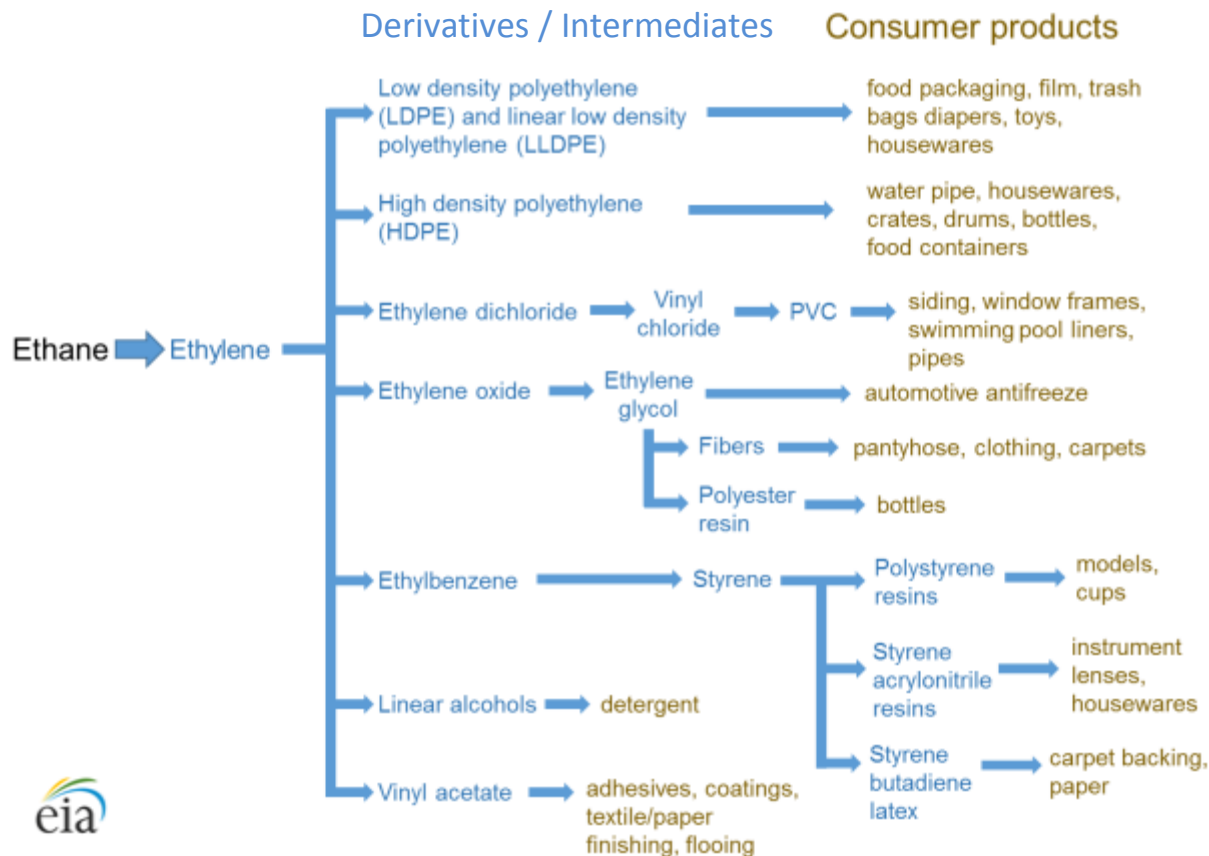 Derivatives / Intermediates
Consumer products
Low density polyethylene
(LDPE) and linear low density
polyethylene (LLDPE)
food packaging, film, trash
bags diapers, toys,
housewares
High density polyethylene
(HDPE)
water pipe, housewares,
crates, drums, bottles,
food containers
Ethane
Ethylene
Ethylene dichloride
Vinyl
chloride
PVC
siding, window frames,
swimming pool liners,
pipes
Ethylene oxide
Ethylene
glycol
automotive antifreeze
Fibers
pantyhose, clothing, carpets
Polyester
resin
bottles
Ethylbenzene
Styrene
Polystyrene
resins
models,
cups
Styrene
acrylonitrile
resins
instrument
lenses,
housewares
Linear alcohols
detergent
Styrene
butadiene
latex
carpet backing,
paper
Vinyl acetate
adhesives, coatings,
textile/paper
finishing, flooing
eia